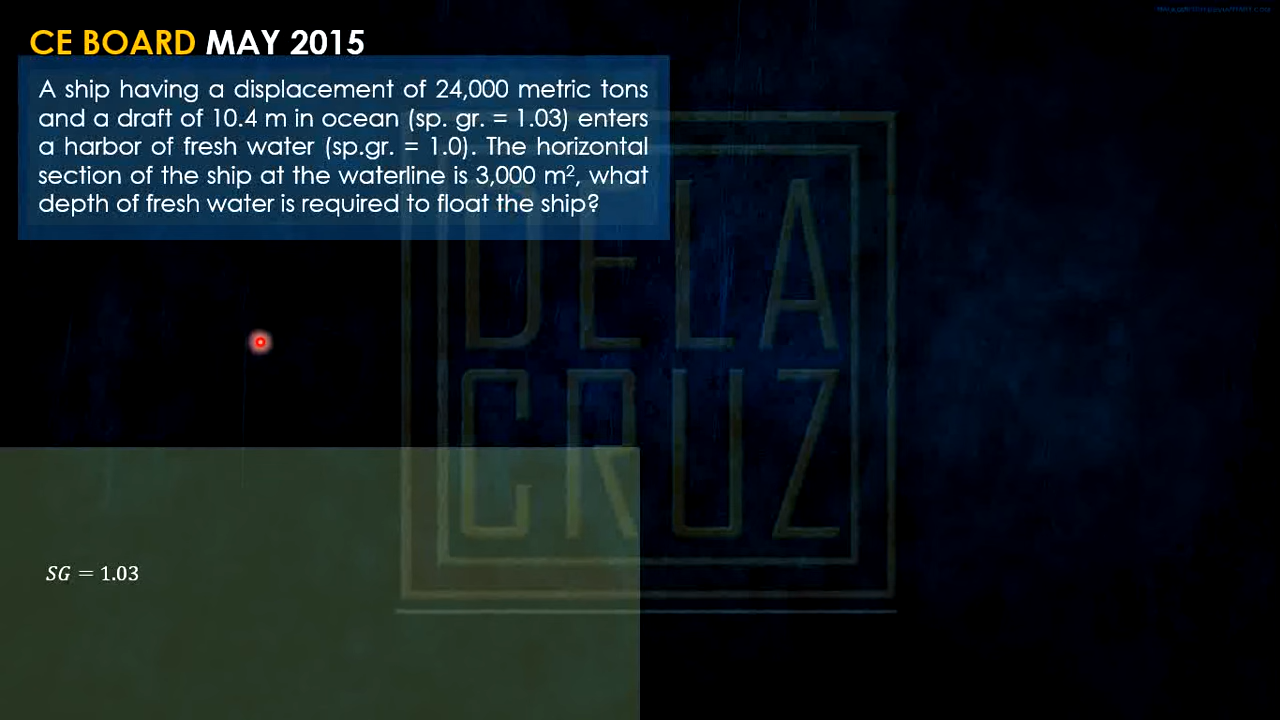 CE BOARD MAY 2015
A ship having a displacement of 24,000 metric tons
and a draft of 10.4 m in ocean (sp. gr. = 1.03) enters
a harbor of fresh water (sp.gr. = 1.0). The horizontal
section of the ship at the waterline is 3,000 m², what
depth of fresh water is required to float the ship?
DELA
CRUZ
SG = 1.03